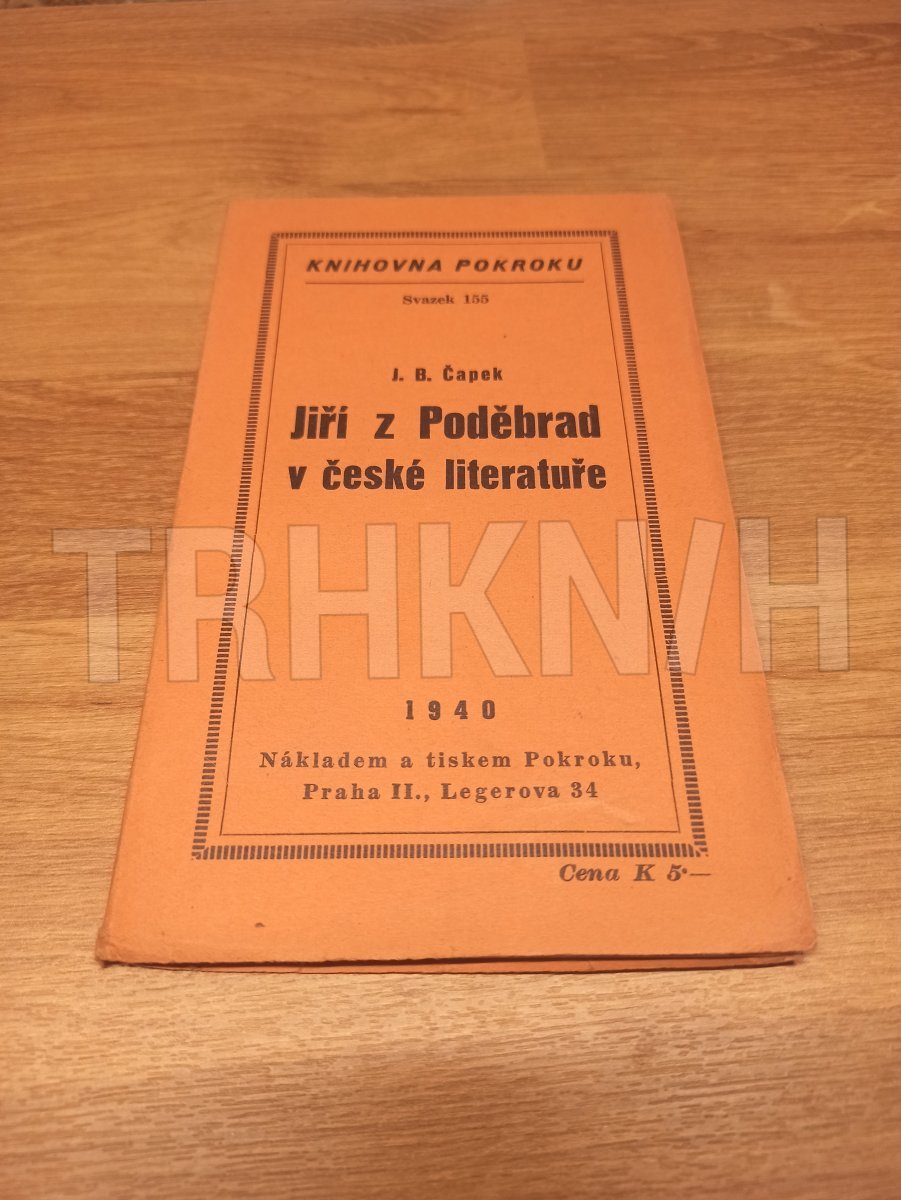 KNIHOVNA POKROKU
Svazek 155
J. B. Čapek
Jiří z Poděbrad
v české literatuře
TRHKNIH
1940
Nákladem a tiskem Pokroku,
Praha II., Legerova 34
Cena K 5·—